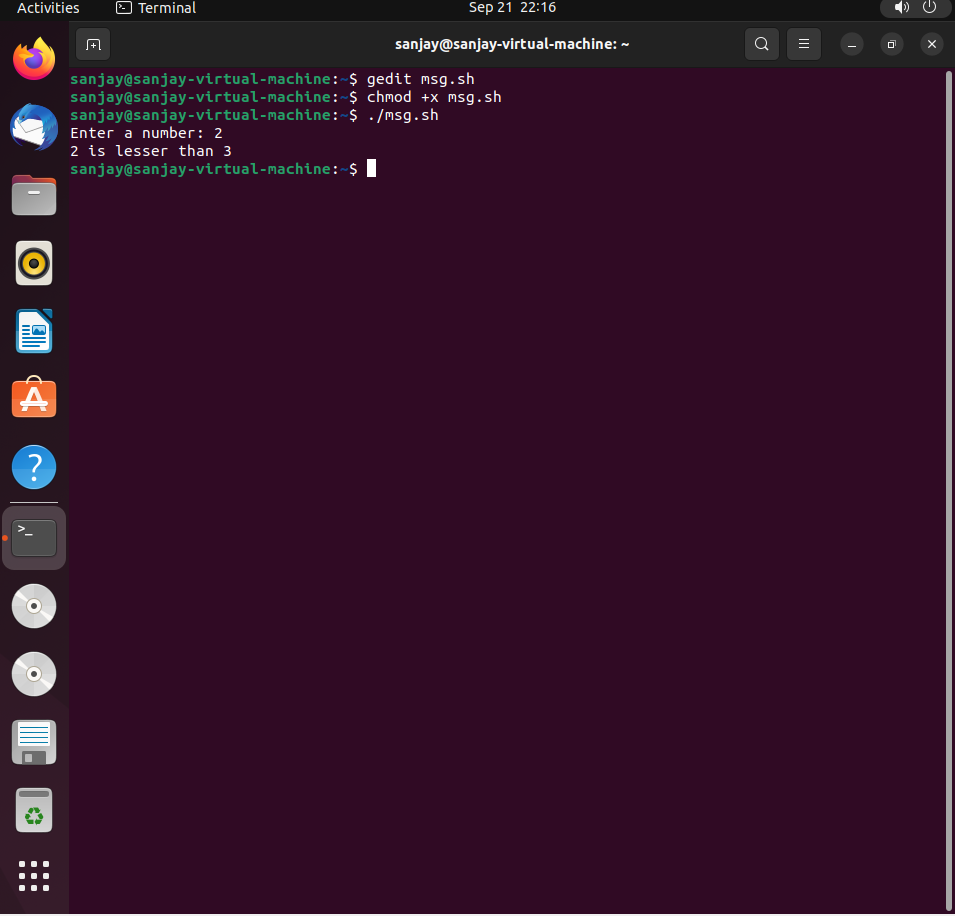 Activities Terminal Sep 21 22:16
sanjay@sanjay-virtual-machine: ~
sanjay@sanjay-virtual-machine:~$ gedit msg.sh
sanjay@sanjay-virtual-machine:~$ chmod +x msg.sh
sanjay@sanjay-virtual-machine:~$ ./msg.sh
Enter a number: 2
2 is lesser than 3
sanjay@sanjay-virtual-machine:~$